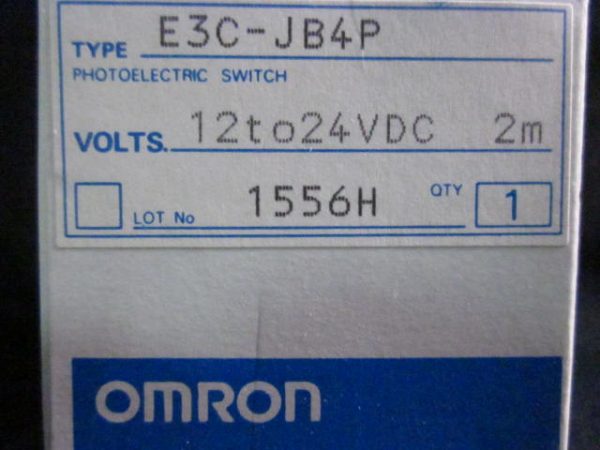 TYPE E3C-JB4P
PHOTOELECTRIC SWITCH
VOLTS. 12to24VDC 2m
LOT No 1556H QTY 1
OMRON